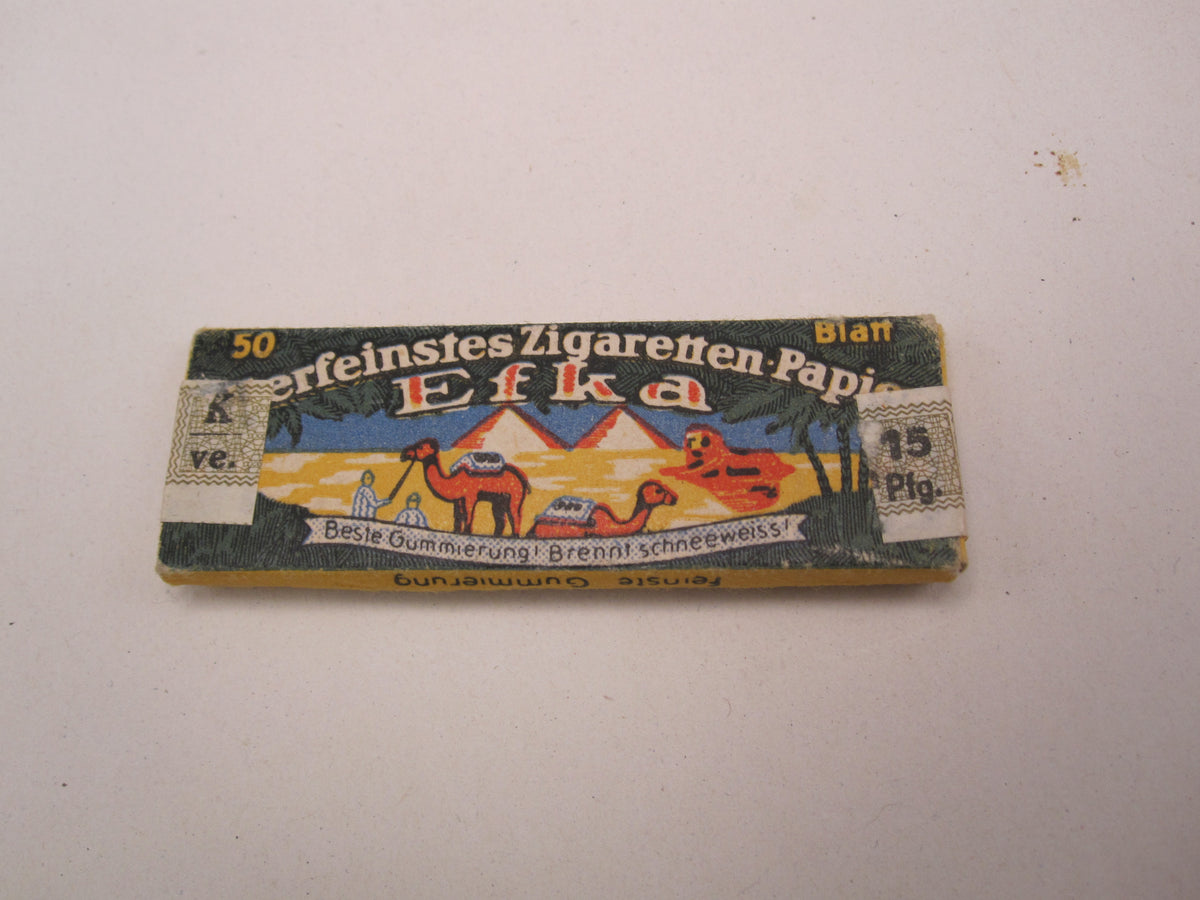 50 Blatt
erfeinstes Zigaretten-Papie
Efka
K
ve.
15
Pfg.
Beste Gummierung! Brennt schneeweiss!
feinste Gummierung